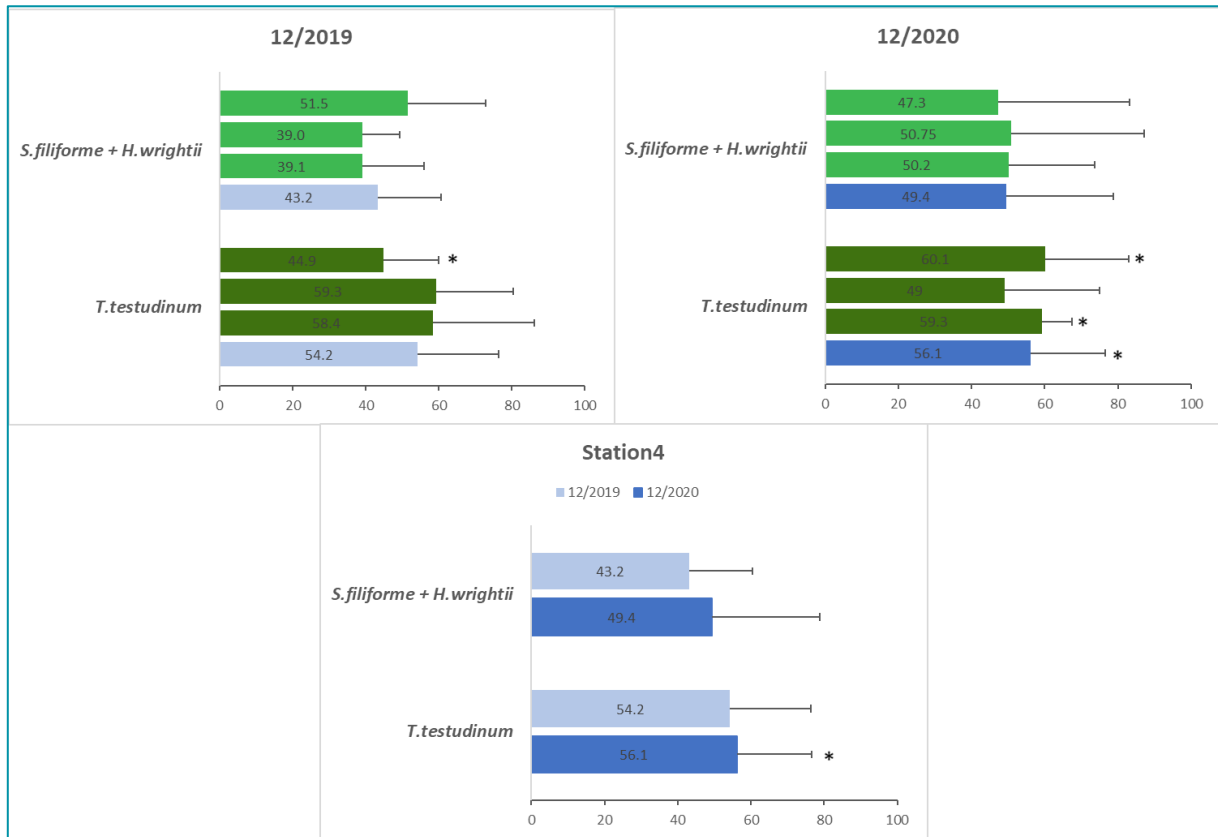 12/2019
S.filiforme + H.wrightii
51.5
39.0
39.1
43.2
T.testudinum
44.9 *
59.3
58.4
54.2
0 20 40 60 80 100
12/2020
S.filiforme + H.wrightii
47.3
50.75
50.2
49.4
T.testudinum
60.1 *
49
59.3 *
56.1 *
0 20 40 60 80 100
Station4
12/2019 12/2020
S.filiforme + H.wrightii
43.2
49.4
T.testudinum
54.2
56.1 *
0 20 40 60 80 100